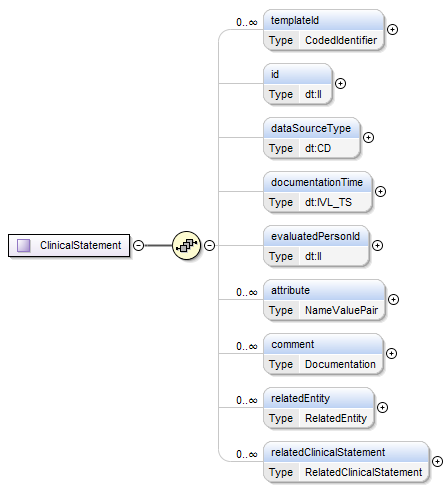 0..∞ templateId
Type CodedIdentifier
id
Type dt:II
dataSourceType
Type dt:CD
documentationTime
Type dt:IVL_TS
ClinicalStatement
evaluatedPersonId
Type dt:II
0..∞ attribute
Type NameValuePair
0..∞ comment
Type Documentation
0..∞ relatedEntity
Type RelatedEntity
0..∞ relatedClinicalStatement
Type RelatedClinicalStatement